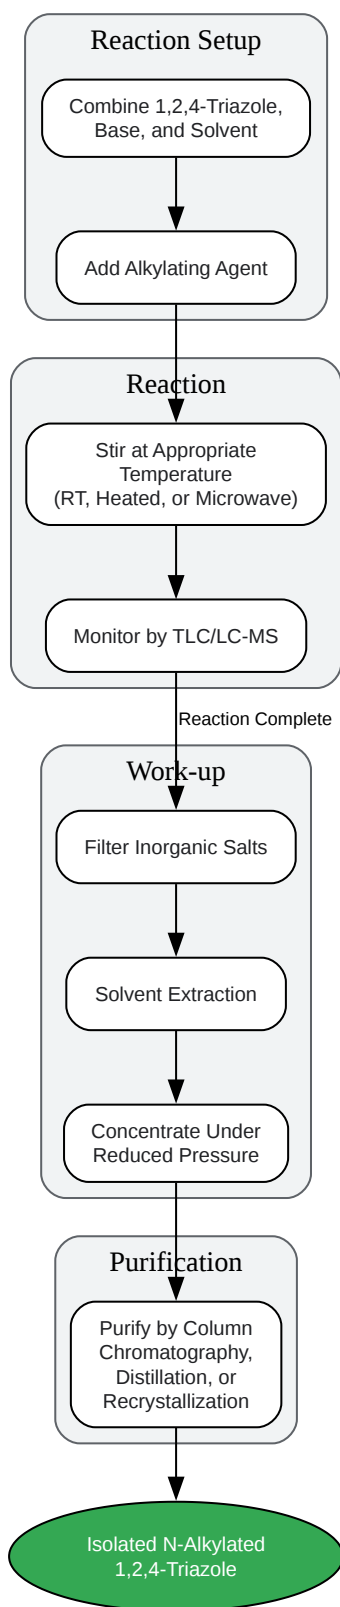 Reaction Setup
Combine 1,2,4-Triazole,
Base, and Solvent
Add Alkylating Agent
Reaction
Stir at Appropriate
Temperature
(RT, Heated, or Microwave)
Monitor by TLC/LC-MS
Reaction Complete
Work-up
Filter Inorganic Salts
Solvent Extraction
Concentrate Under
Reduced Pressure
Purification
Purify by Column
Chromatography,
Distillation, or
Recrystallization
Isolated N-Alkylated
1,2,4-Triazole